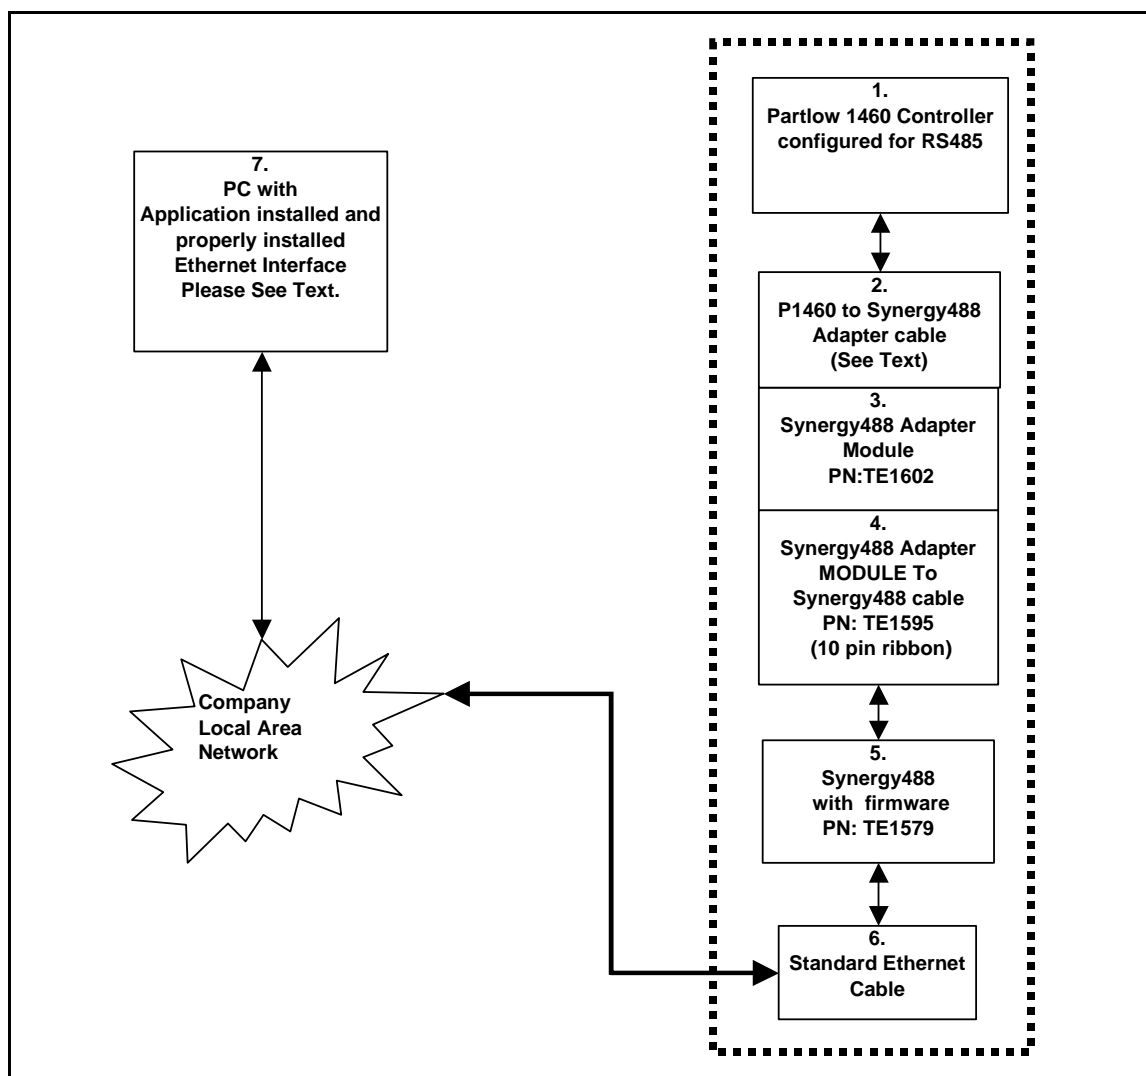 1.
Partlow 1460 Controller
configured for RS485
7.
PC with
Application installed and
properly installed
Ethernet Interface
Please See Text.
2.
P1460 to Synergy488
Adapter cable
(See Text)
3.
Synergy488 Adapter
Module
PN:TE1602
4.
Synergy488 Adapter
MODULE To
Synergy488 cable
PN: TE1595
(10 pin ribbon)
Company
Local Area
Network
5.
Synergy488
with firmware
PN: TE1579
6.
Standard Ethernet
Cable